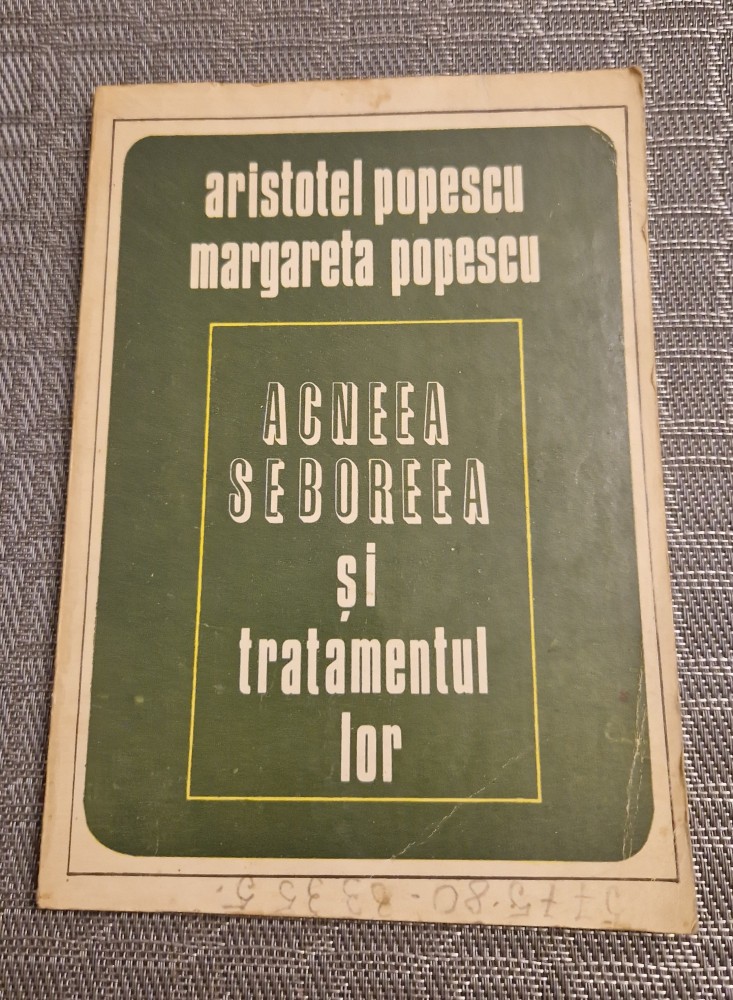 aristotel popescu
margareta popescu
ACNEEA
SEBOREEA
și
tratamentul
lor